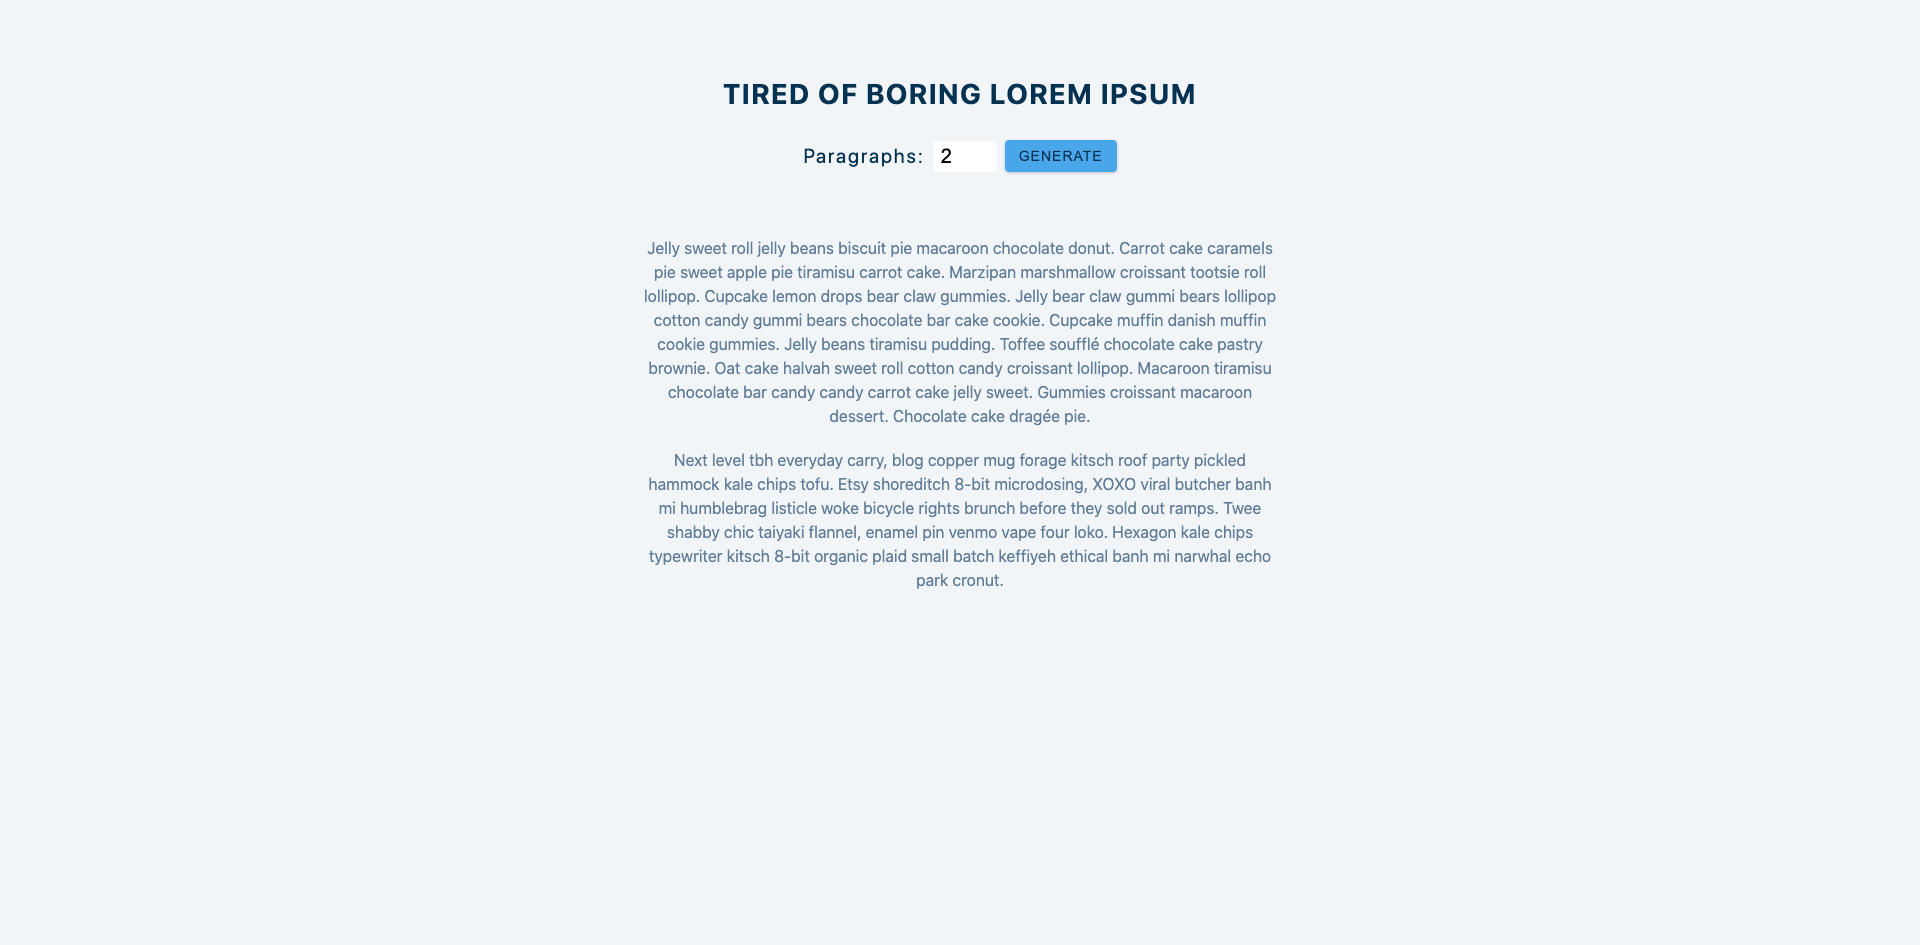 TIRED OF BORING LOREM IPSUM
Paragraphs: 2 GENERATE
Jelly sweet roll jelly beans biscuit pie macaroon chocolate donut. Carrot cake caramels
pie sweet apple pie tiramisu carrot cake. Marzipan marshmallow croissant tootsie roll
lollipop. Cupcake lemon drops bear claw gummies. Jelly bear claw gummi bears lollipop
cotton candy gummi bears chocolate bar cake cookie. Cupcake muffin danish muffin
cookie gummies. Jelly beans tiramisu pudding. Toffee soufflé chocolate cake pastry
brownie. Oat cake halvah sweet roll cotton candy croissant lollipop. Macaroon tiramisu
chocolate bar candy candy carrot cake jelly sweet. Gummies croissant macaroon
dessert. Chocolate cake dragée pie.
Next level tbh everyday carry, blog copper mug forage kitsch roof party pickled
hammock kale chips tofu. Etsy shoreditch 8-bit microdosing, XOXO viral butcher banh
mi humblebrag listicle woke bicycle rights brunch before they sold out ramps. Twee
shabby chic taiyaki flannel, enamel pin venmo vape four loko. Hexagon kale chips
typewriter kitsch 8-bit organic plaid small batch keffiyeh ethical banh mi narwhal echo
park cronut.